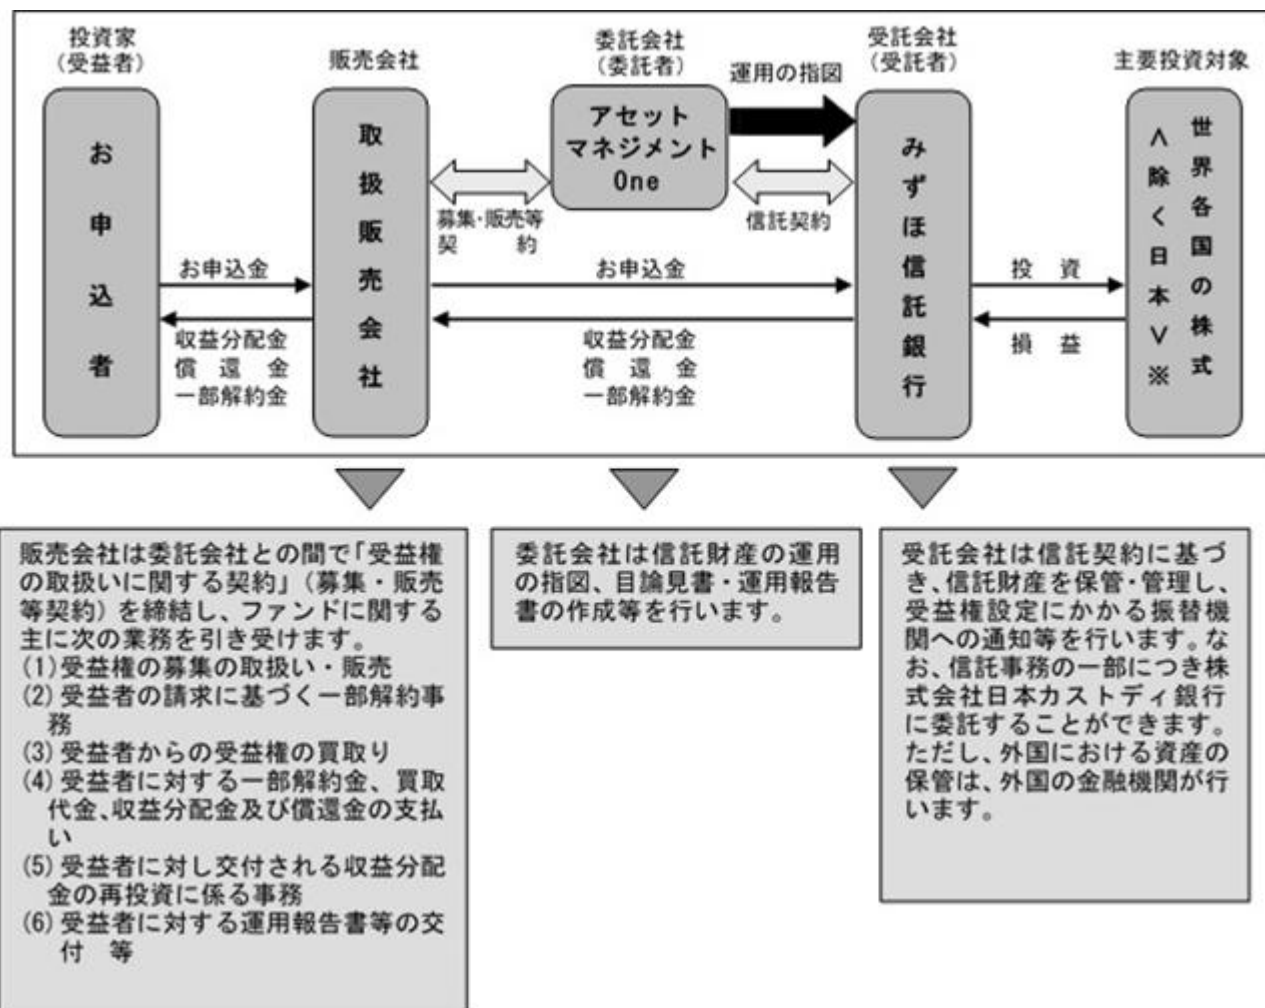 投資家
（受益者）
販売会社
委託会社
（委託者）
受託会社
（受託者）
主要投資対象
運用の指図
お申込者
取扱販売会社
アセット
マネジメント
One
みずほ信託銀行
世界各国の株式
＜除く日本＞※
募集・販売等
契　　約
信託契約
お申込金
収益分配金
償　還　金
一部解約金
お申込金
収益分配金
償　還　金
一部解約金
投　資
損　益
販売会社は委託会社との間で「受益権
の取扱いに関する契約」（募集・販売
等契約）を締結し、ファンドに関する
主に次の業務を引き受けます。
(1)受益権の募集の取扱い・販売
(2)受益者の請求に基づく一部解約事
務
(3)受益者からの受益権の買取り
(4)受益者に対する一部解約金、買取
代金、収益分配金及び償還金の支払
い
(5)受益者に対し交付される収益分配
金の再投資に係る事務
(6)受益者に対する運用報告書等の交
付　等
委託会社は信託財産の運用
の指図、目論見書・運用報告
書の作成等を行います。
受託会社は信託契約に基づ
き、信託財産を保管・管理し、
受益権設定にかかる振替機
関への通知等を行います。な
お、信託事務の一部につき株
式会社日本カストディ銀行
に委託することができます。
ただし、外国における資産の
保管は、外国の金融機関が行
います。